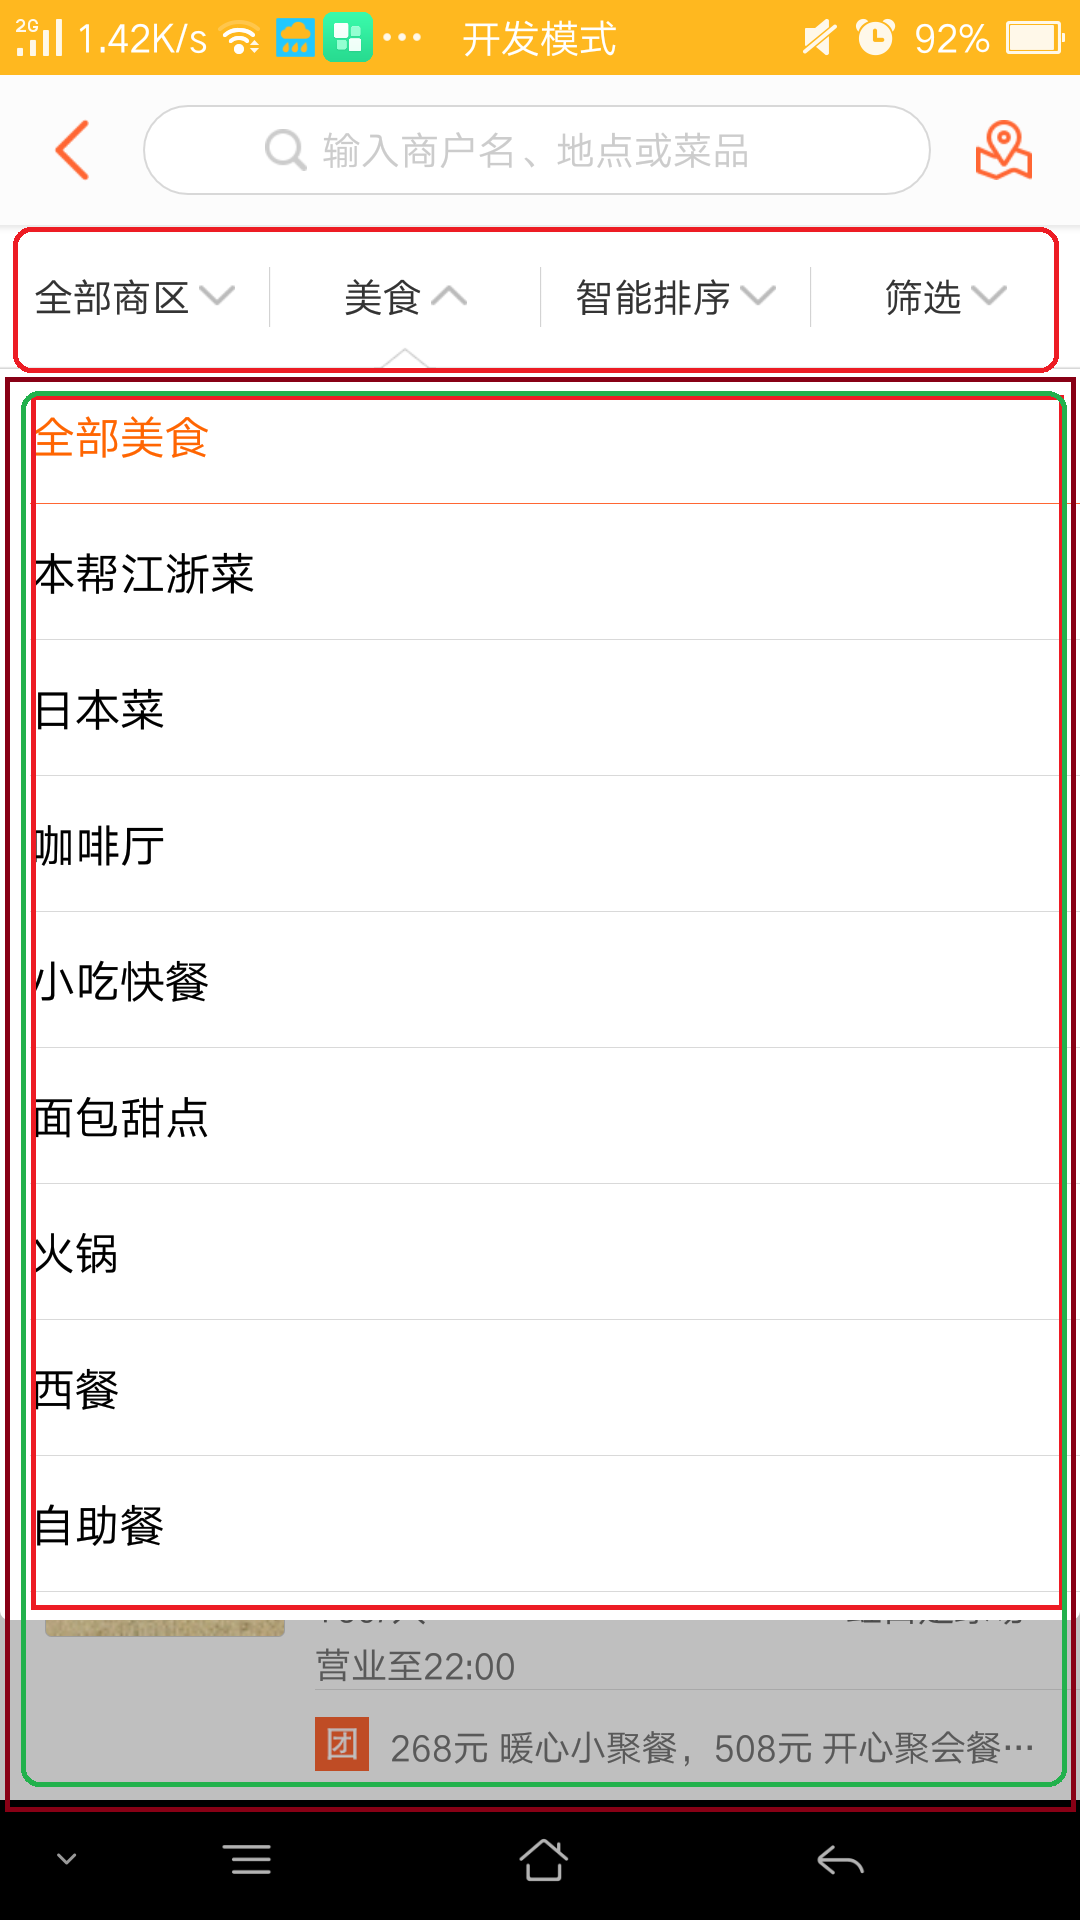 2G 1.42K/s 开发模式 92%
输入商户名、地点或菜品
全部商区 美食 智能排序 筛选
全部美食
本帮江浙菜
日本菜
咖啡厅
小吃快餐
面包甜点
火锅
西餐
自助餐
营业至22:00
团 268元 暖心小聚餐，508元 开心聚会餐…